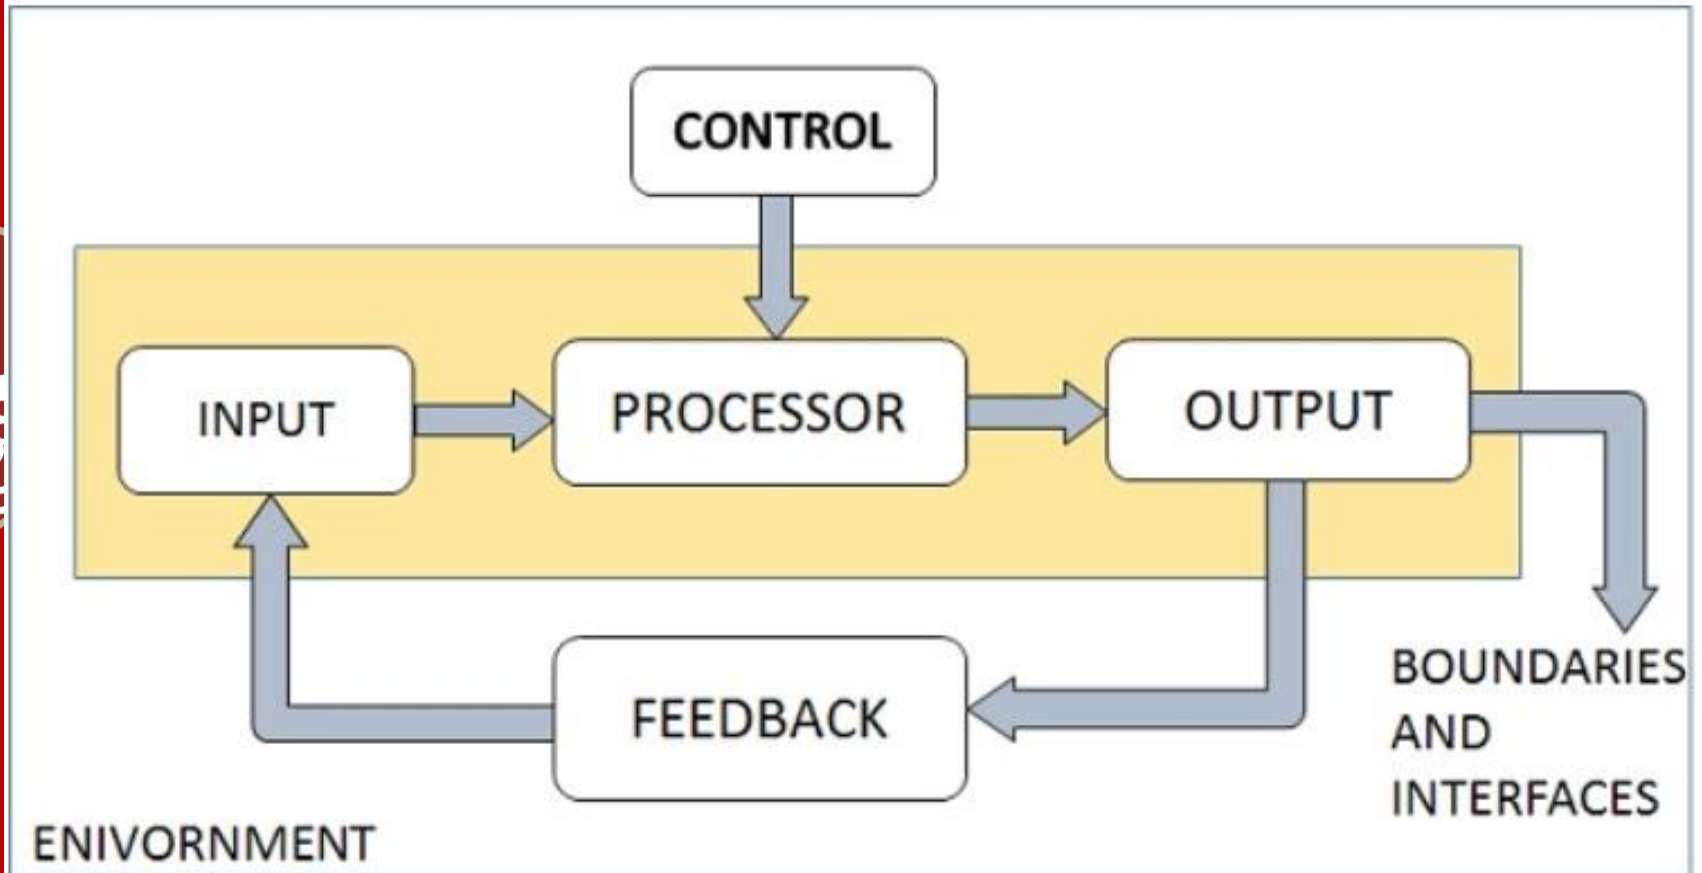 CONTROL
INPUT
PROCESSOR
OUTPUT
FEEDBACK
BOUNDARIES
AND
INTERFACES
ENIVORNMENT